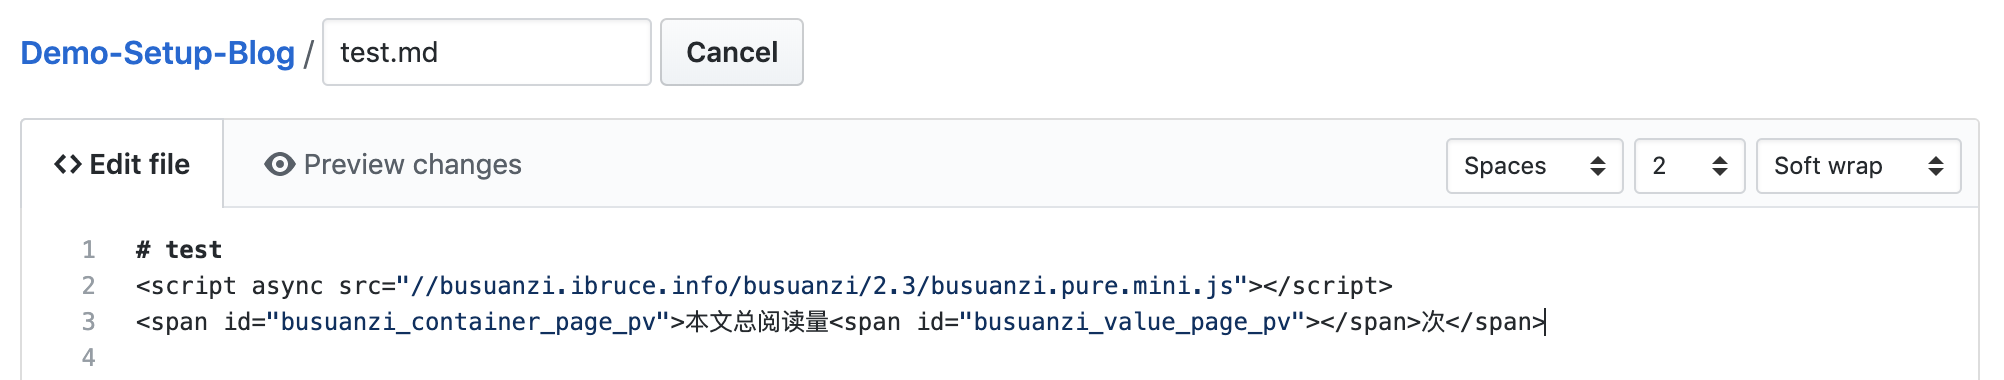 Demo-Setup-Blog / test.md Cancel
<> Edit file Preview changes Spaces 2 Soft wrap
1 # test
2 <script async src="//busuanzi.ibruce.info/busuanzi/2.3/busuanzi.pure.mini.js"></script>
3 <span id="busuanzi_container_page_pv">本文总阅读量<span id="busuanzi_value_page_pv"></span>次</span>
4